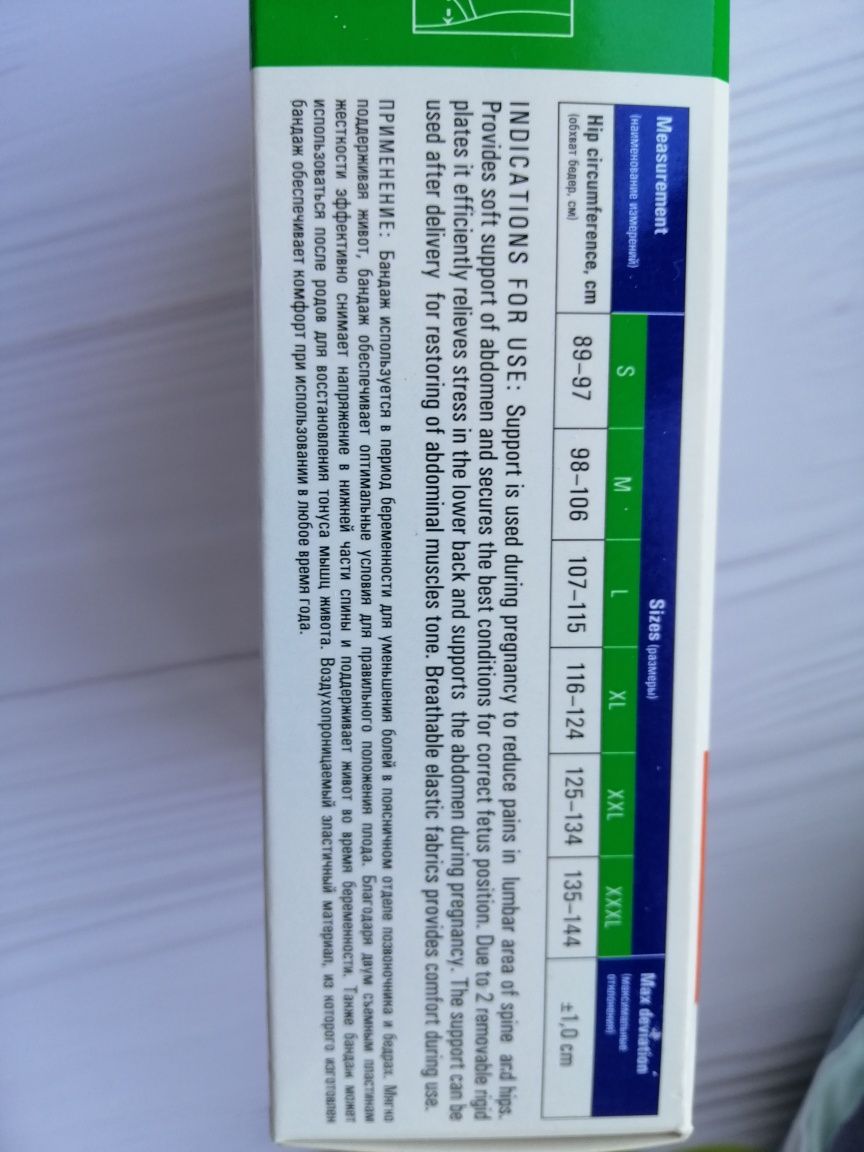 Measurement
(наименование измерений)
Sizes (размеры)
Max deviation
(максимальные
отклонения)
S M L XL XXL XXXL
Hip circumference, cm
(обхват бедер, см)
89–97 98–106 107–115 116–124 125–134 135–144 ±1,0 cm
INDICATIONS FOR USE: Support is used during pregnancy to reduce pains in lumbar area of spine and hips.
Provides soft support of abdomen and secures the best conditions for correct fetus position. Due to 2 removable rigid
plates it efficiently relieves stress in the lower back and supports the abdomen during pregnancy. The support can be
used after delivery for restoring of abdominal muscles tone. Breathable elastic fabrics provides comfort during use.
ПРИМЕНЕНИЕ: Бандаж используется в период беременности для уменьшения болей в поясничном отделе позвоночника и бедрах. Мягко
поддерживая живот, бандаж обеспечивает оптимальные условия для правильного положения плода. Благодаря двум съемным пластинам
жесткости эффективно снимает напряжение в нижней части спины и поддерживает живот во время беременности. Также бандаж может
использоваться после родов для восстановления тонуса мышц живота. Воздухопроницаемый эластичный материал, из которого изготовлен
бандаж обеспечивает комфорт при использовании в любое время года.